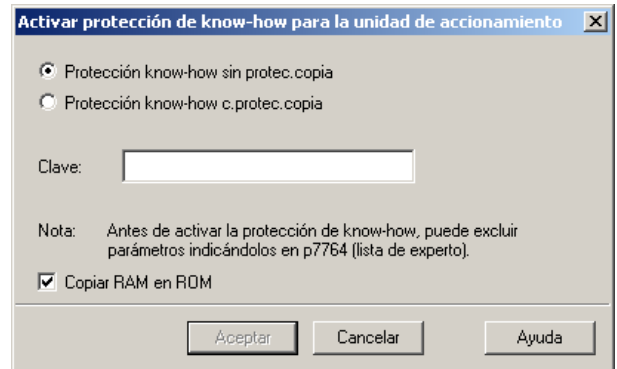 Activar protección de know-how para la unidad de accionamiento
Protección know-how sin protec.copia
Protección know-how c.protec.copia
Clave:
Nota: Antes de activar la protección de know-how, puede excluir
parámetros indicándolos en p7764 (lista de experto).
Copiar RAM en ROM
Aceptar Cancelar Ayuda